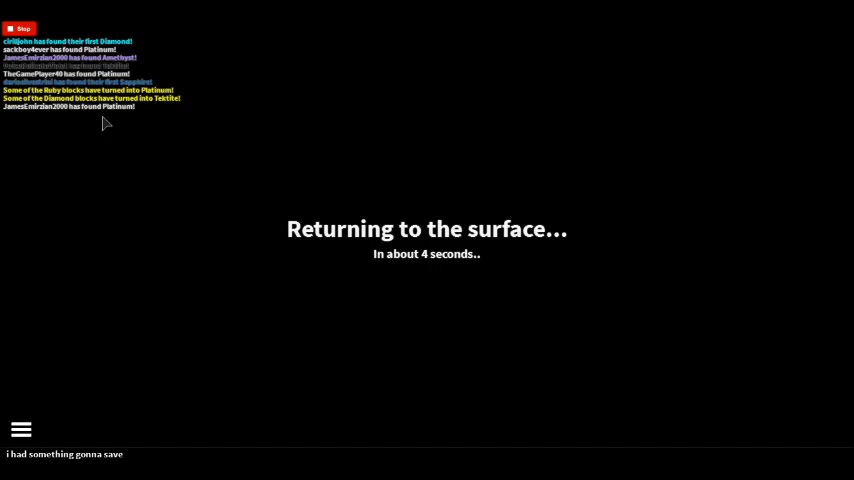 Stop
cirilijohn has found their first Diamond!
sackboy4ever has found Platinum!
JamesEmirzian2000 has found Amethyst!
has found
TheGamePlayer40 has found Platinum!
has found their first Sapphire!
Some of the Ruby blocks have turned into Platinum!
Some of the Diamond blocks have turned into Tektite!
JamesEmirzian2000 has found Platinum!
Returning to the surface...
In about 4 seconds..
i had something gonna save